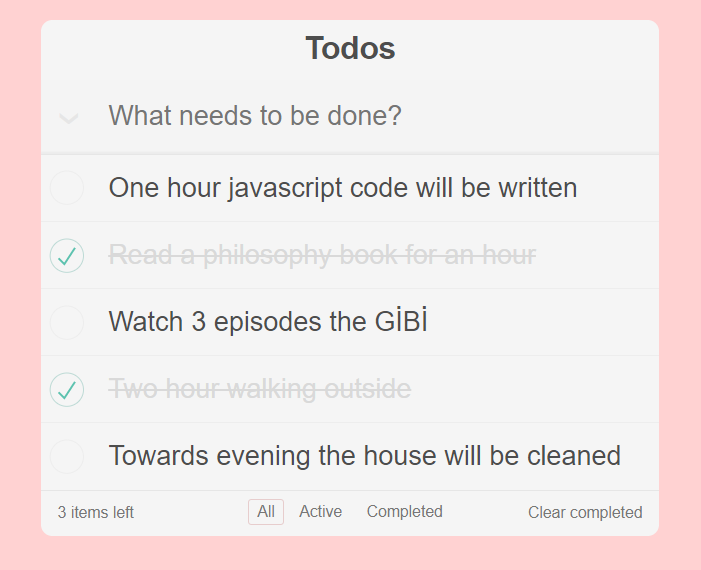 Todos
What needs to be done?
One hour javascript code will be written
Read a philosophy book for an hour
Watch 3 episodes the GİBİ
Two hour walking outside
Towards evening the house will be cleaned
3 items left All Active Completed Clear completed